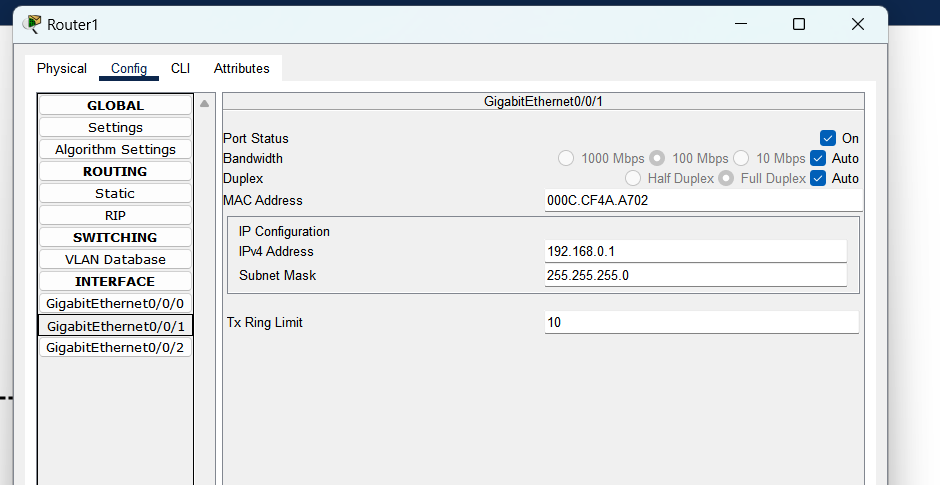 Router1
Physical Config CLI Attributes
GLOBAL
Settings
Algorithm Settings
ROUTING
Static
RIP
SWITCHING
VLAN Database
INTERFACE
GigabitEthernet0/0/0
GigabitEthernet0/0/1
GigabitEthernet0/0/2
GigabitEthernet0/0/1
Port Status On
Bandwidth 1000 Mbps 100 Mbps 10 Mbps Auto
Duplex Half Duplex Full Duplex Auto
MAC Address 000C.CF4A.A702
IP Configuration
IPv4 Address 192.168.0.1
Subnet Mask 255.255.255.0
Tx Ring Limit 10